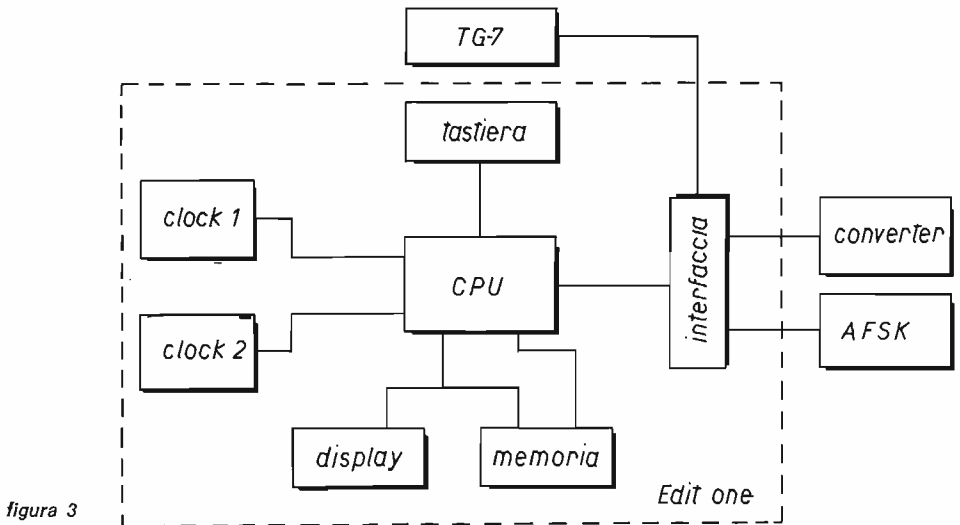 TG-7
tastiera
clock 1
clock 2
CPU
interfaccia
converter
AFSK
display
memoria
Edit one
figura 3